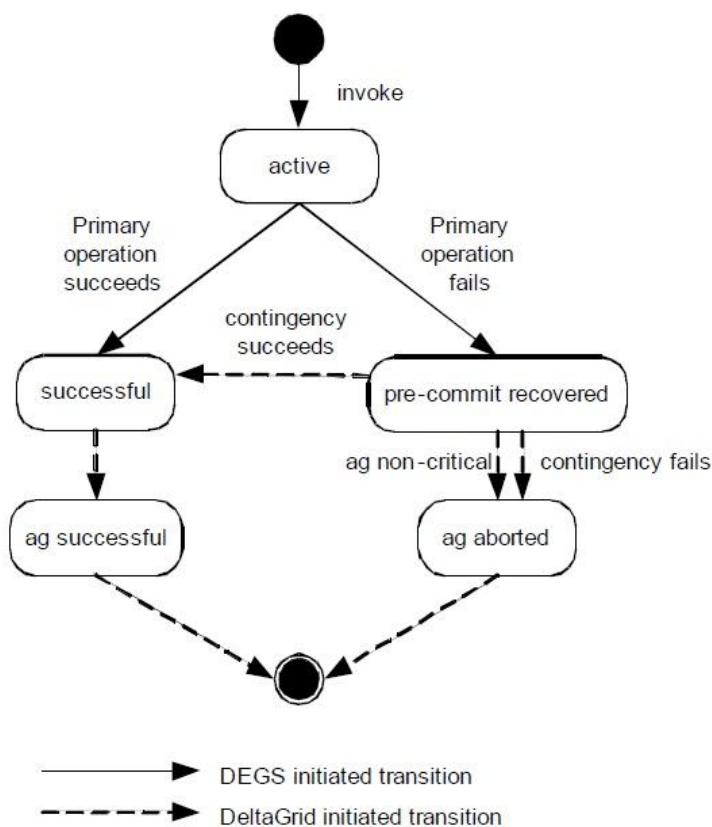 invoke
active
Primary
operation
succeeds
Primary
operation
fails
contingency
succeeds
successful
pre-commit recovered
ag non-critical
contingency fails
ag successful
ag aborted
DEGS initiated transition
DeltaGrid initiated transition